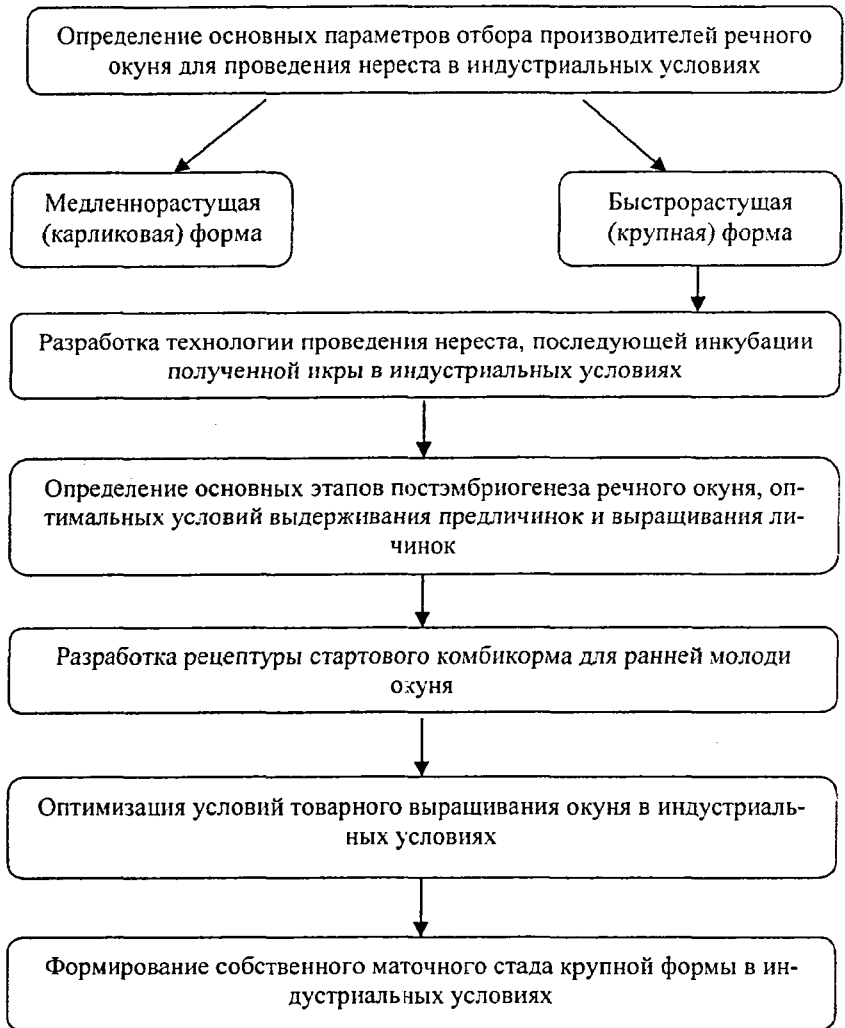 Определение основных параметров отбора производителей речного
окуня для проведения нереста в индустриальных условиях
Медленнорастущая
(карликовая) форма
Быстрорастущая
(крупная) форма
Разработка технологии проведения нереста, последующей инкубации
полученной икры в индустриальных условиях
Определение основных этапов постэмбриогенеза речного окуня, оп-
тимальных условий выдерживания предличинок и выращивания ли-
чинок
Разработка рецептуры стартового комбикорма для ранней молоди
окуня
Оптимизация условий товарного выращивания окуня в индустриаль-
ных условиях
Формирование собственного маточного стада крупной формы в ин-
дустриальных условиях